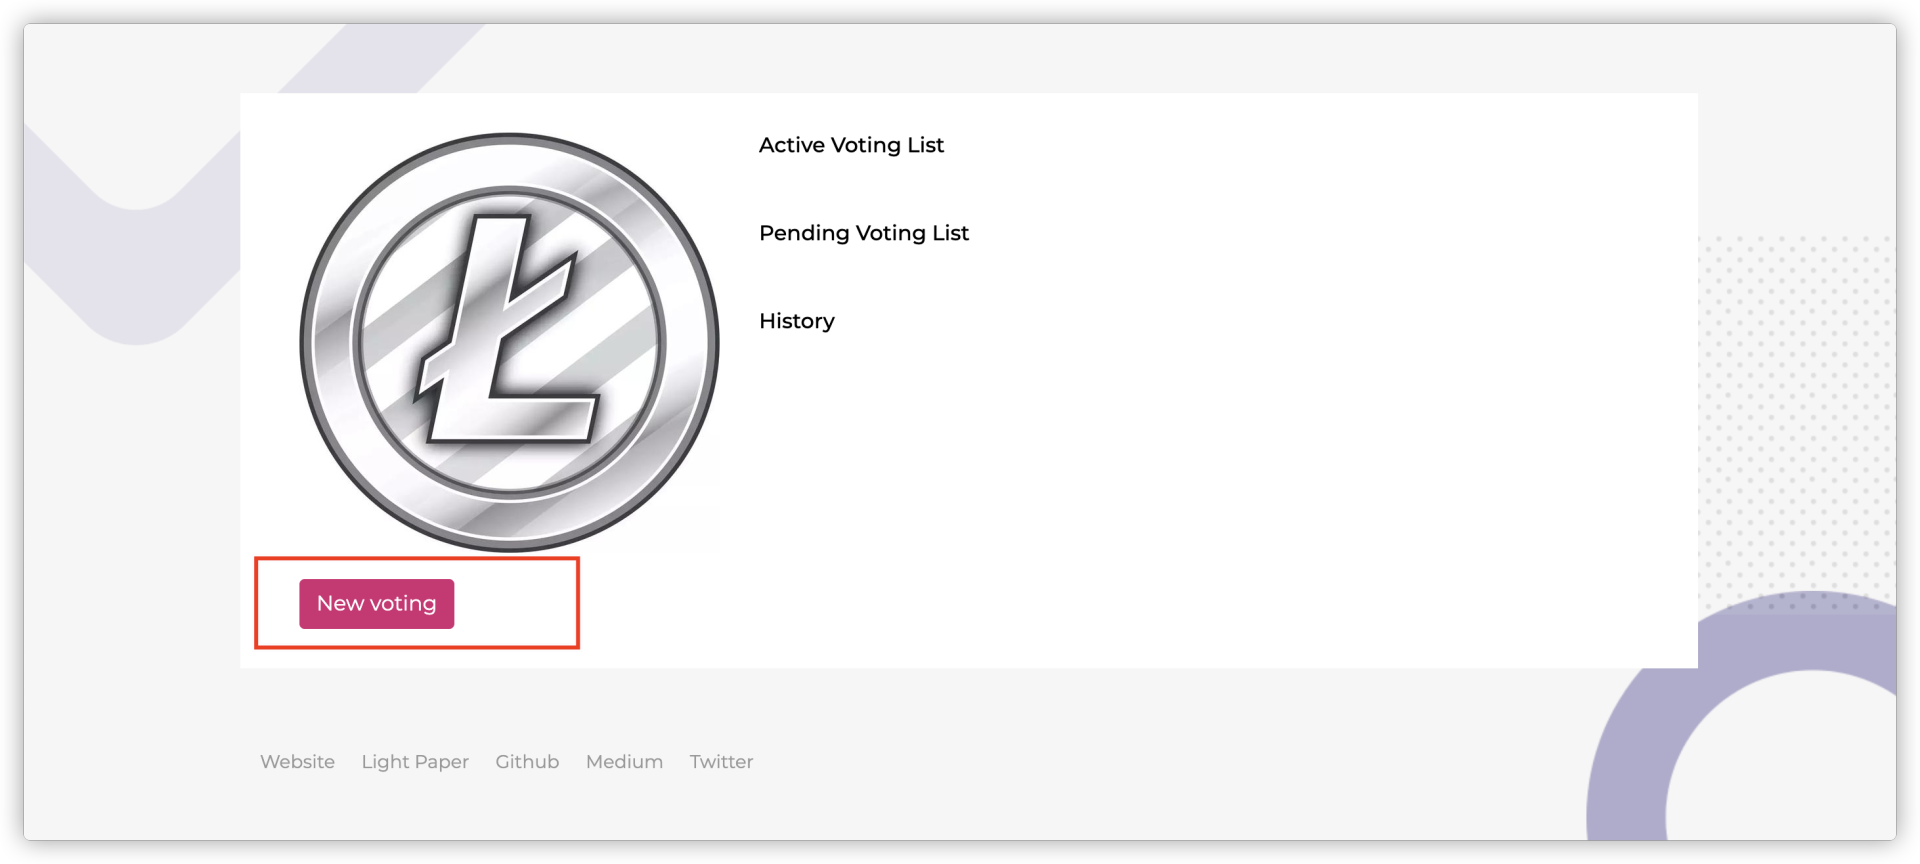 Active Voting List
Pending Voting List
History
New voting
Website Light Paper Github Medium Twitter